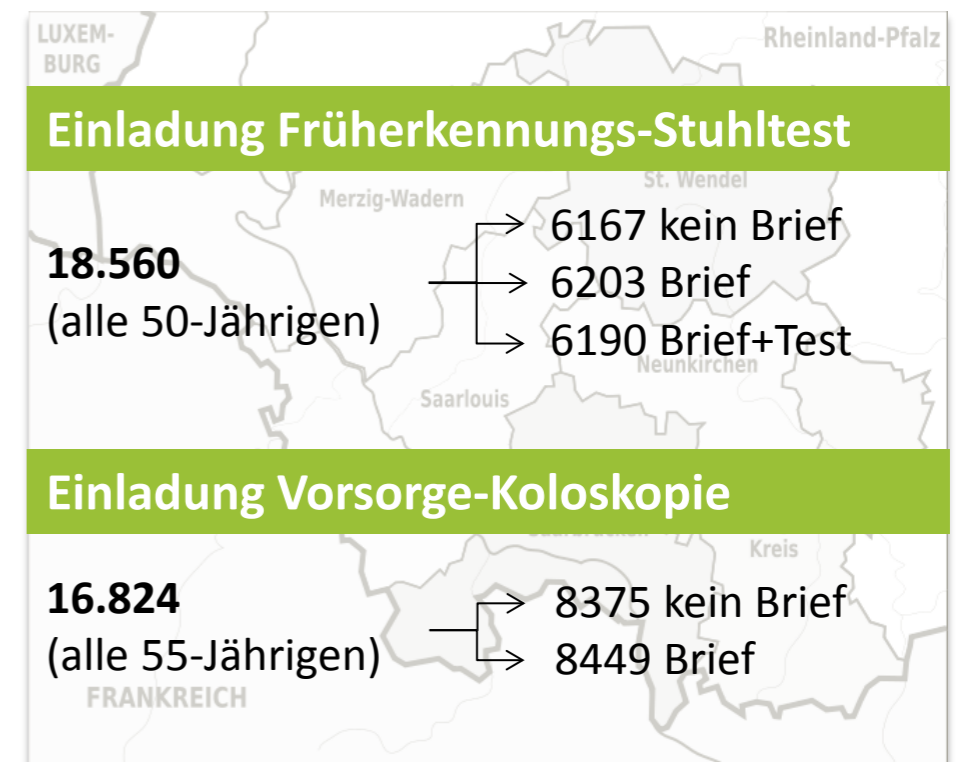 LUXEM-
BURG
Rheinland-Pfalz
Einladung Früherkennungs-Stuhltest
St. Wendel
Merzig-Wadern
18.560
(alle 50-Jährigen)
6167 kein Brief
6203 Brief
6190 Brief+Test
Neunkirchen
Saarlouis
Einladung Vorsorge-Koloskopie
Kreis
16.824
(alle 55-Jährigen)
8375 kein Brief
8449 Brief
FRANKREICH